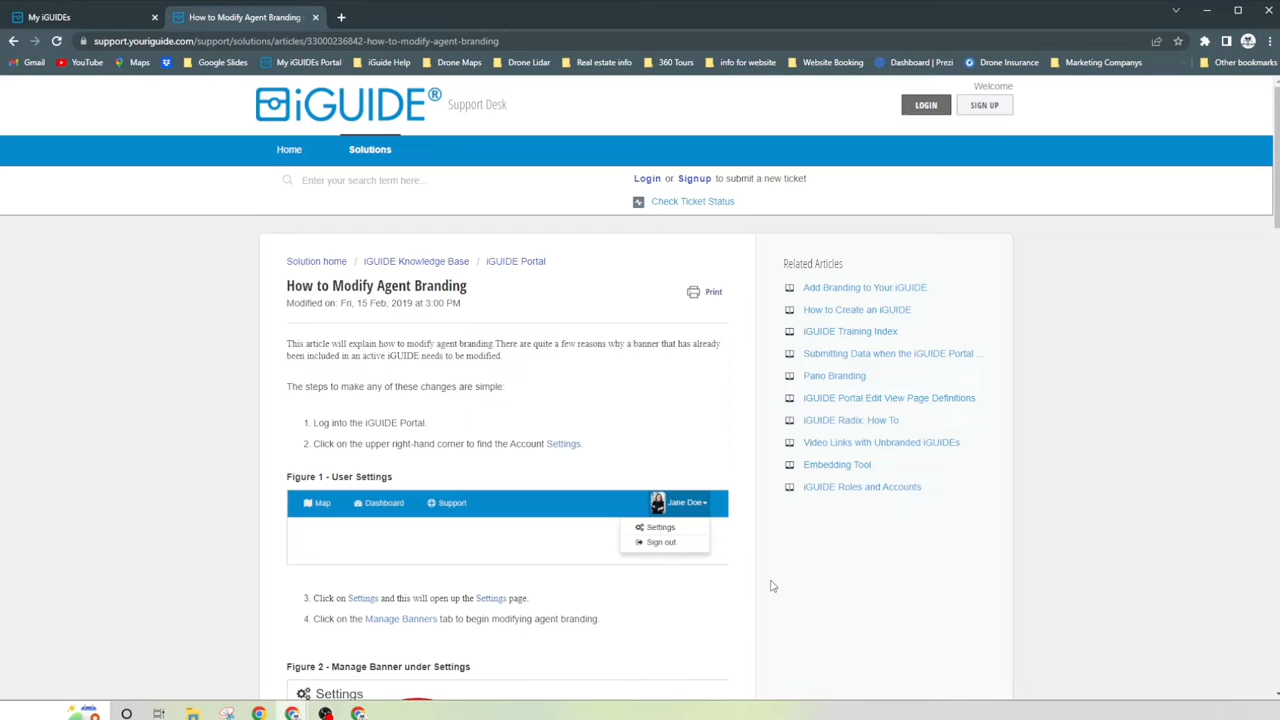 My iGUIDEs
How to Modify Agent Branding
support.youriguide.com/support/solutions/articles/33000236842-how-to-modify-agent-branding
Gmail YouTube Maps Google Slides My iGUIDEs Portal iGuide Help Drone Maps Drone Lidar Real estate info 360 Tours info for website Website Booking Dashboard | Prezi Drone Insurance Marketing Companys Other bookmarks
iGUIDE® Support Desk
Welcome
LOGIN SIGN UP
Home Solutions
Enter your search term here...
Login or Signup to submit a new ticket
Check Ticket Status
Solution home / iGUIDE Knowledge Base / iGUIDE Portal
How to Modify Agent Branding
Print
Modified on: Fri, 15 Feb, 2019 at 3:00 PM
This article will explain how to modify agent branding.There are quite a few reasons why a banner that has already
been included in an active iGUIDE needs to be modified.
The steps to make any of these changes are simple:
1. Log into the iGUIDE Portal.
2. Click on the upper right-hand corner to find the Account Settings.
Figure 1 - User Settings
Map Dashboard Support Jane Doe
Settings
Sign out
3. Click on Settings and this will open up the Settings page.
4. Click on the Manage Banners tab to begin modifying agent branding.
Figure 2 - Manage Banner under Settings
Settings
Related Articles
Add Branding to Your iGUIDE
How to Create an iGUIDE
iGUIDE Training Index
Submitting Data when the iGUIDE Portal ...
Pano Branding
iGUIDE Portal Edit View Page Definitions
iGUIDE Radix: How To
Video Links with Unbranded iGUIDEs
Embedding Tool
iGUIDE Roles and Accounts